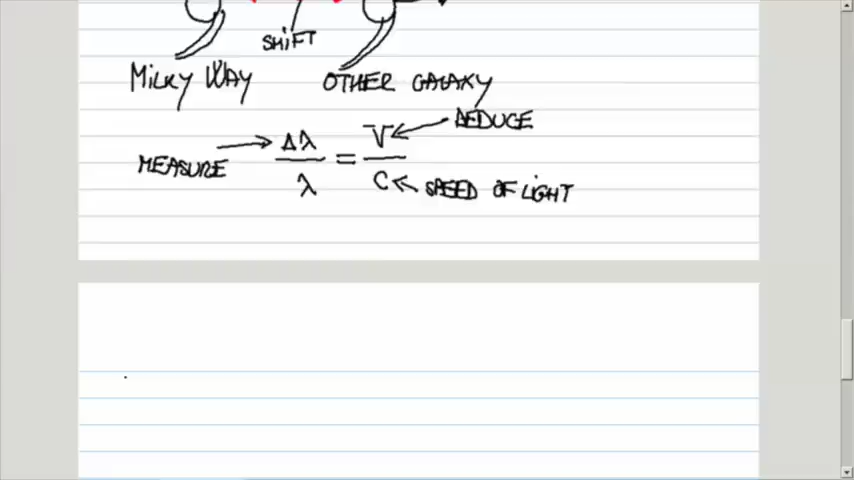 SHIFT
MILKY WAY OTHER GALAXY
DEDUCE
MEASURE Δλ/λ = V/C
SPEED OF LIGHT